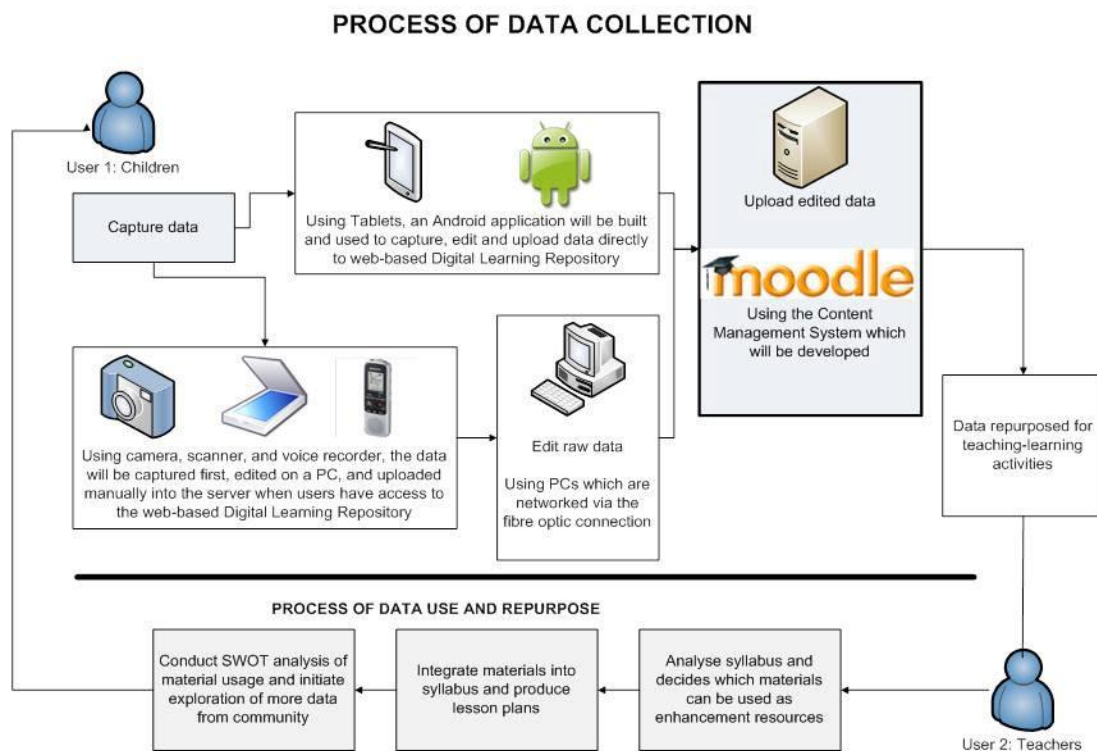 PROCESS OF DATA COLLECTION
User 1: Children
Capture data
Using Tablets, an Android application will be built
and used to capture, edit and upload data directly
to web-based Digital Learning Repository
Upload edited data
moodle
Using the Content
Management System which
will be developed
Using camera, scanner, and voice recorder, the data
will be captured first, edited on a PC, and uploaded
manually into the server when users have access to
the web-based Digital Learning Repository
Edit raw data
Using PCs which are
networked via the
fibre optic connection
Data repurposed for
teaching-learning
activities
PROCESS OF DATA USE AND REPURPOSE
Conduct SWOT analysis of
material usage and initiate
exploration of more data
from community
Integrate materials into
syllabus and produce
lesson plans
Analyse syllabus and
decides which materials
can be used as
enhancement resources
User 2: Teachers